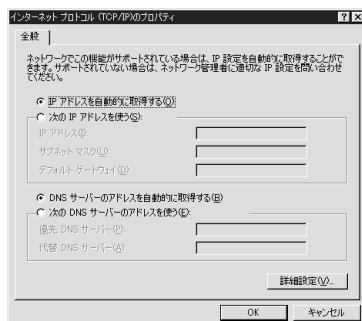 インターネット プロトコル (TCP/IP)のプロパティ
全般
ネットワークでこの機能がサポートされている場合は、IP 設定を自動的に取得することがで
きます。サポートされていない場合は、ネットワーク管理者に適切な IP 設定を問い合わせ
てください。
IP アドレスを自動的に取得する(O)
次の IP アドレスを使う(S):
IP アドレス(I):
サブネット マスク(U):
デフォルト ゲートウェイ(D):
DNS サーバーのアドレスを自動的に取得する(B)
次の DNS サーバーのアドレスを使う(E):
優先 DNS サーバー(P):
代替 DNS サーバー(A):
詳細設定(V)...
OK
キャンセル